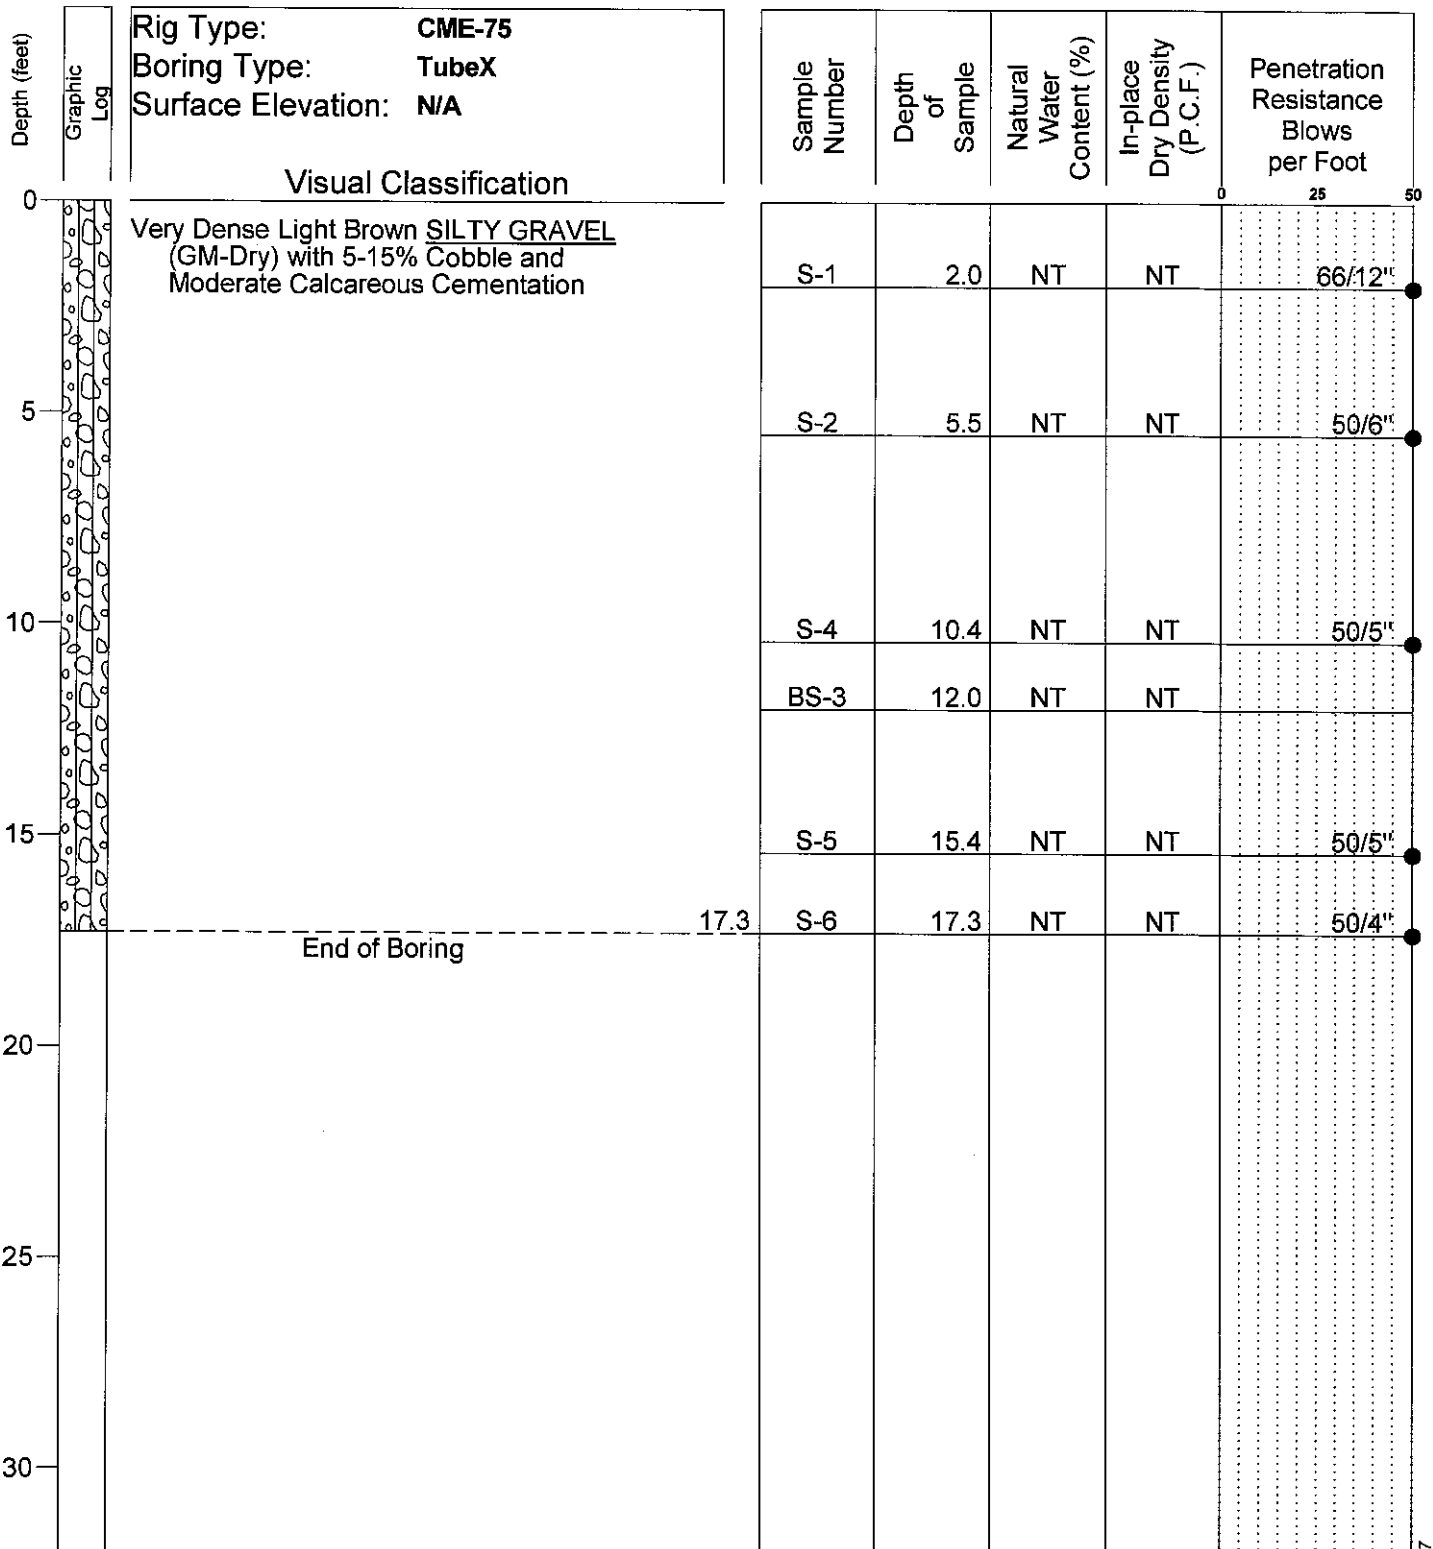 Depth (feet)
Graphic
Log
Rig Type: CME-75
Boring Type: TubeX
Surface Elevation: N/A
Visual Classification
Sample
Number
Depth
of
Sample
Natural
Water
Content (%)
In-place
Dry Density
(P.C.F.)
Penetration
Resistance
Blows
per Foot
0 25 50
0
Very Dense Light Brown SILTY GRAVEL
(GM-Dry) with 5-15% Cobble and
Moderate Calcareous Cementation
S-1 2.0 NT NT 66/12"
5
S-2 5.5 NT NT 50/6"
10
S-4 10.4 NT NT 50/5"
BS-3 12.0 NT NT
15
S-5 15.4 NT NT 50/5"
17.3 S-6 17.3 NT NT 50/4"
End of Boring
20
25
30
7